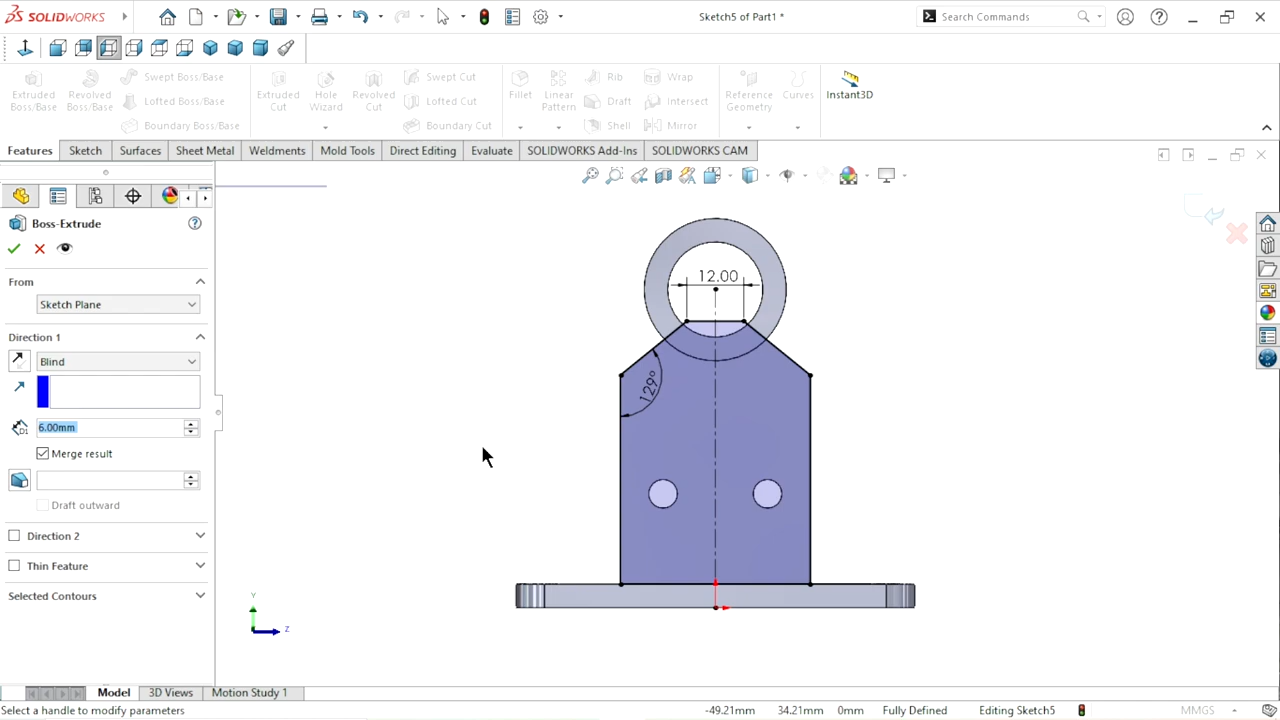 SOLIDWORKS
Sketch5 of Part1 *
Search Commands
Extruded Boss/Base
Revolved Boss/Base
Swept Boss/Base
Lofted Boss/Base
Boundary Boss/Base
Extruded Cut
Hole Wizard
Revolved Cut
Swept Cut
Lofted Cut
Boundary Cut
Fillet
Linear Pattern
Rib
Draft
Shell
Wrap
Intersect
Mirror
Reference Geometry
Curves
Instant3D
Features
Sketch
Surfaces
Sheet Metal
Weldments
Mold Tools
Direct Editing
Evaluate
SOLIDWORKS Add-Ins
SOLIDWORKS CAM
Boss-Extrude
From
Sketch Plane
Direction 1
Blind
D1
6.00mm
Merge result
Draft outward
Direction 2
Thin Feature
Selected Contours
12.00
129°
Y
Z
Model
3D Views
Motion Study 1
Select a handle to modify parameters
-49.21mm
34.21mm
0mm
Fully Defined
Editing Sketch5
MMGS